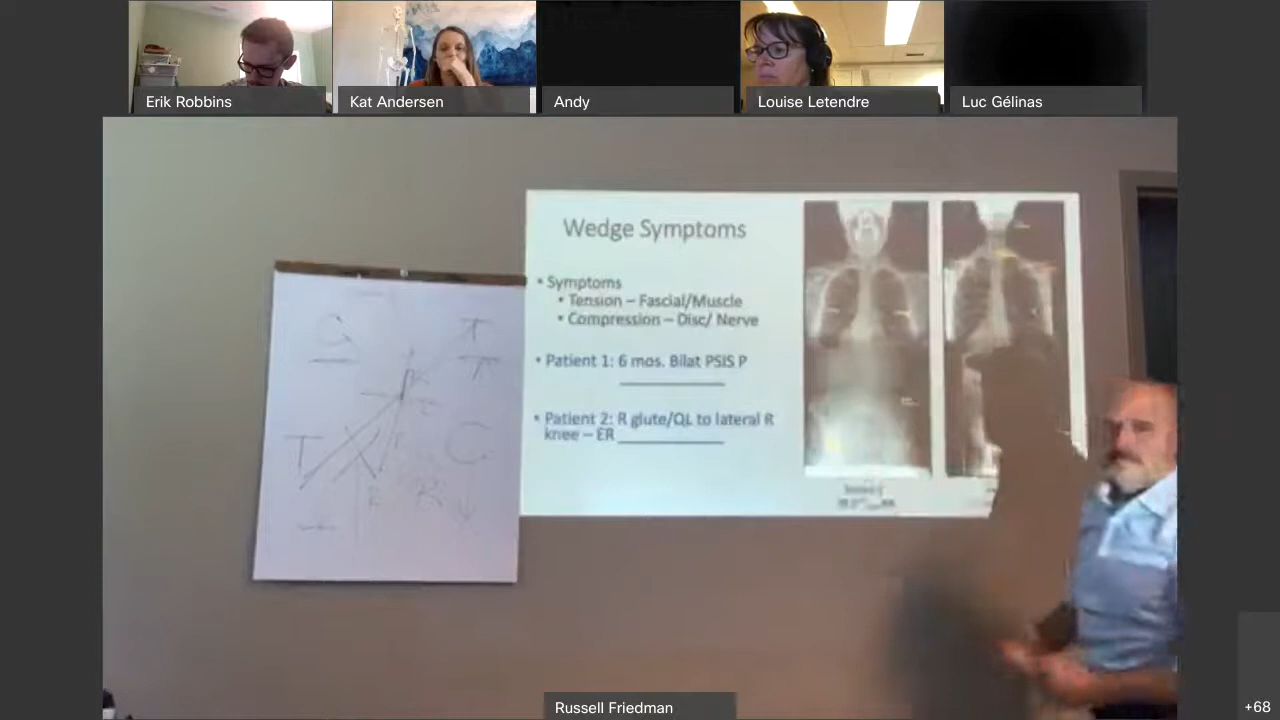 Erik Robbins
Kat Andersen
Andy
Louise Letendre
Luc Gélinas
Wedge Symptoms
• Symptoms
• Tension – Fascial/Muscle
• Compression – Disc/ Nerve
• Patient 1: 6 mos. Bilat PSIS P
• Patient 2: R glute/QL to lateral R
knee – ER
S
T
C
R
Russell Friedman
+68